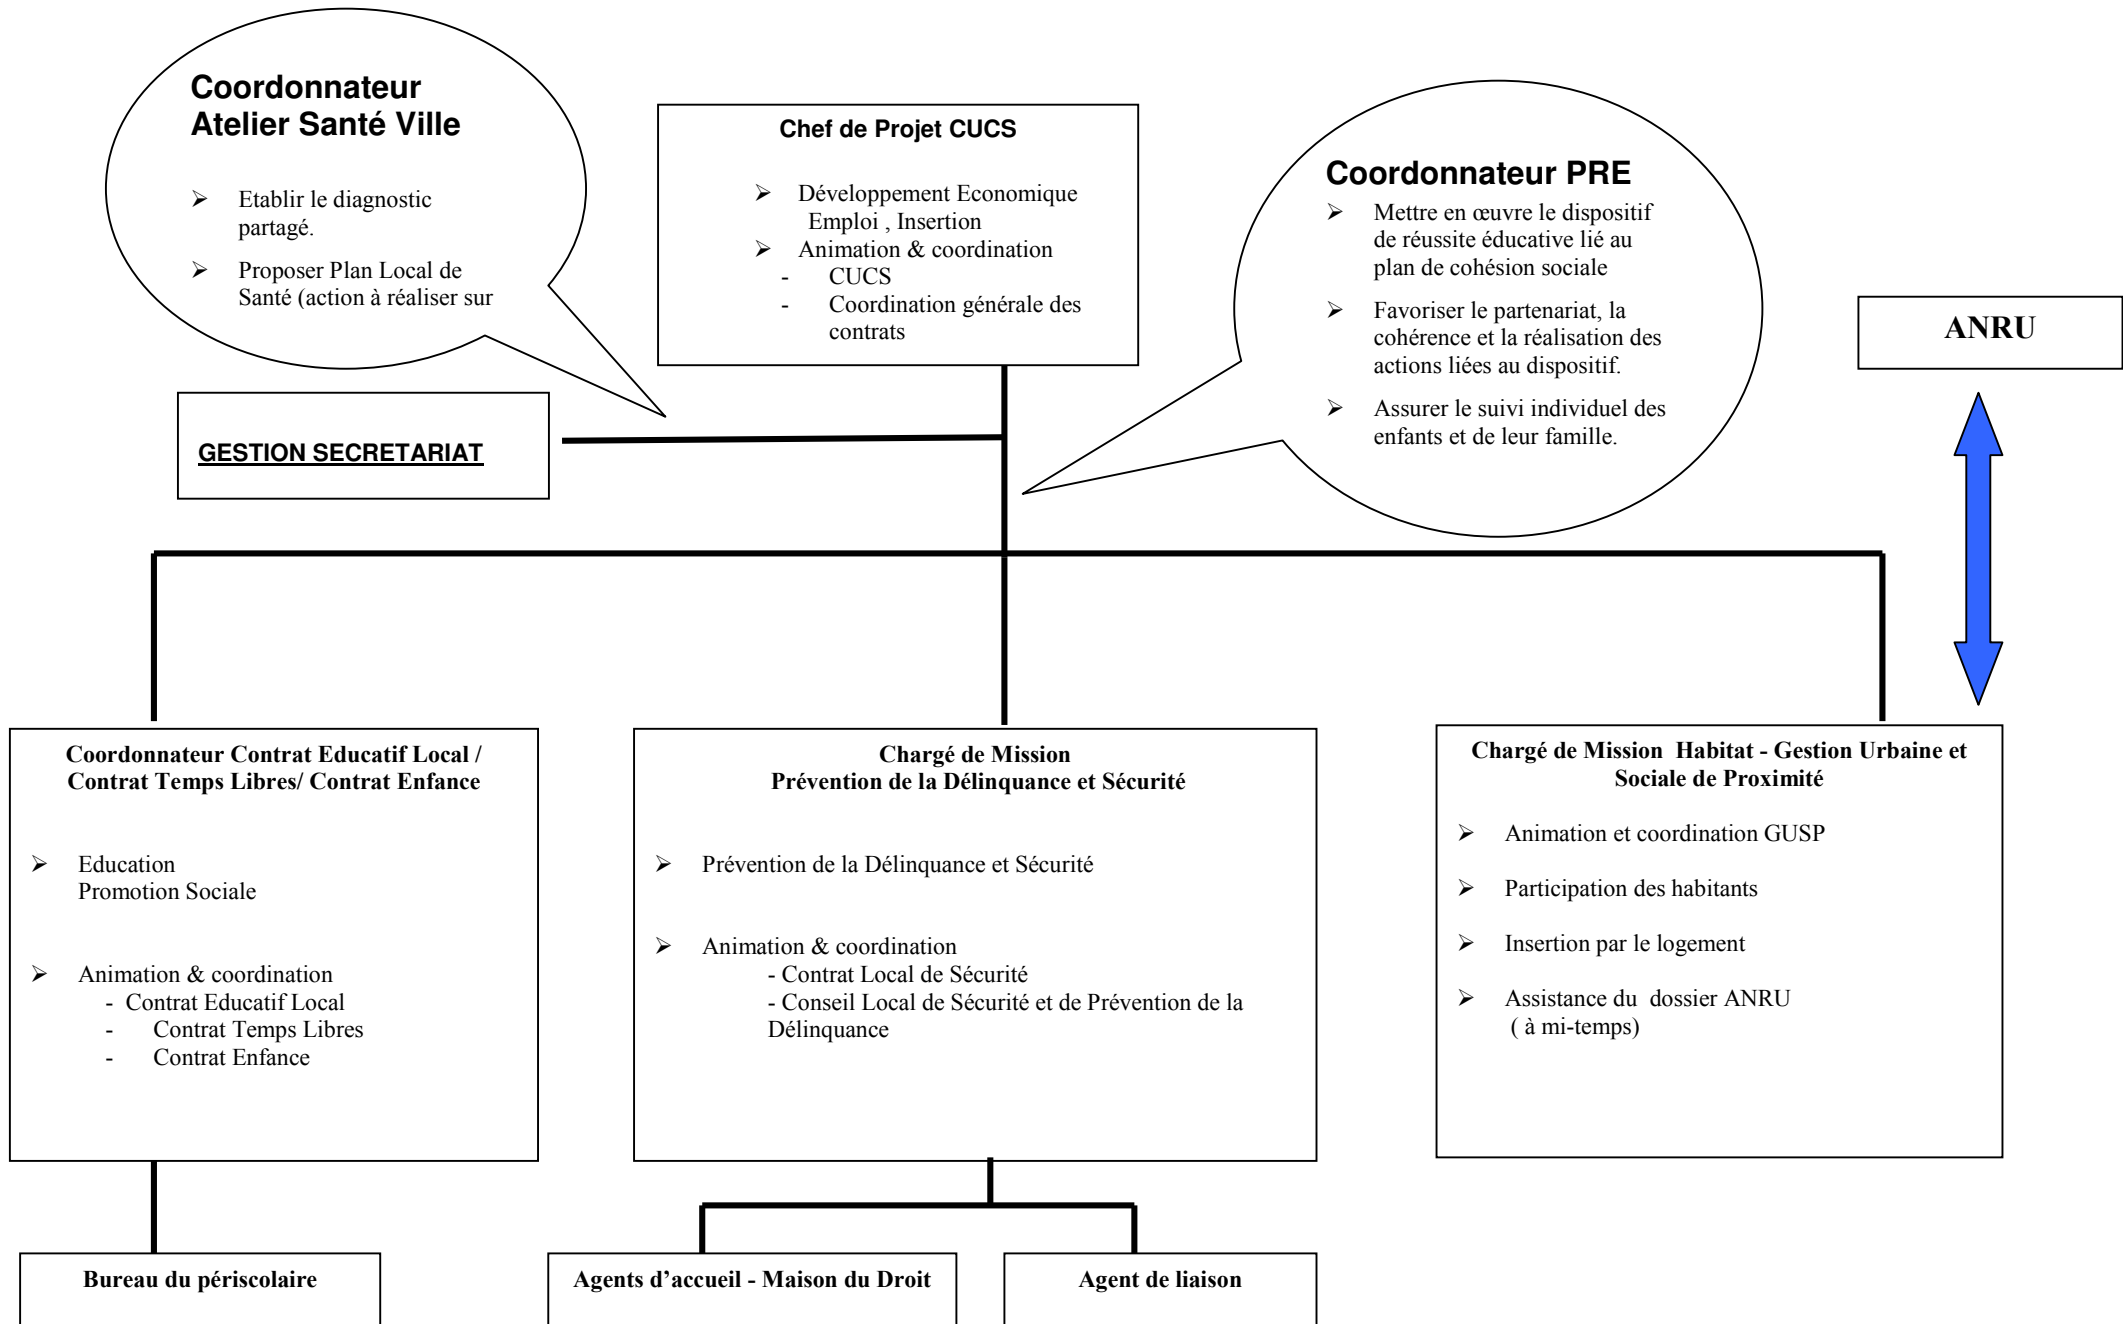 Coordonnateur
Atelier Santé Ville
➢ Etablir le diagnostic
partagé.
➢ Proposer Plan Local de
Santé (action à réaliser sur
Chef de Projet CUCS
➢ Développement Economique
Emploi , Insertion
➢ Animation & coordination
- CUCS
- Coordination générale des
contrats
Coordonnateur PRE
➢ Mettre en œuvre le dispositif
de réussite éducative lié au
plan de cohésion sociale
➢ Favoriser le partenariat, la
cohérence et la réalisation des
actions liées au dispositif.
➢ Assurer le suivi individuel des
enfants et de leur famille.
ANRU
GESTION SECRETARIAT
Coordonnateur Contrat Educatif Local /
Contrat Temps Libres/ Contrat Enfance
➢ Education
Promotion Sociale
➢ Animation & coordination
- Contrat Educatif Local
- Contrat Temps Libres
- Contrat Enfance
Chargé de Mission
Prévention de la Délinquance et Sécurité
➢ Prévention de la Délinquance et Sécurité
➢ Animation & coordination
- Contrat Local de Sécurité
- Conseil Local de Sécurité et de Prévention de la
Délinquance
Chargé de Mission Habitat - Gestion Urbaine et
Sociale de Proximité
➢ Animation et coordination GUSP
➢ Participation des habitants
➢ Insertion par le logement
➢ Assistance du dossier ANRU
( à mi-temps)
Bureau du périscolaire
Agents d’accueil - Maison du Droit
Agent de liaison